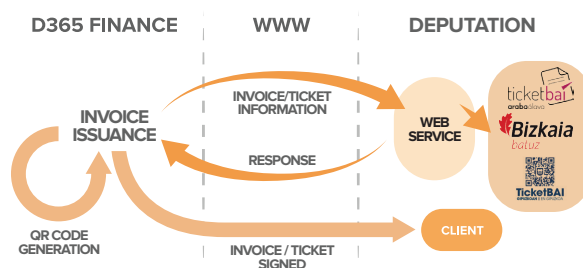 D365 FINANCE
WWW
DEPUTATION
INVOICE
ISSUANCE
INVOICE/TICKET
INFORMATION
WEB
SERVICE
ticketbai
arabaálava
Bizkaia
batuz
TicketBAI
RESPONSE
QR CODE
GENERATION
CLIENT
INVOICE / TICKET
SIGNED